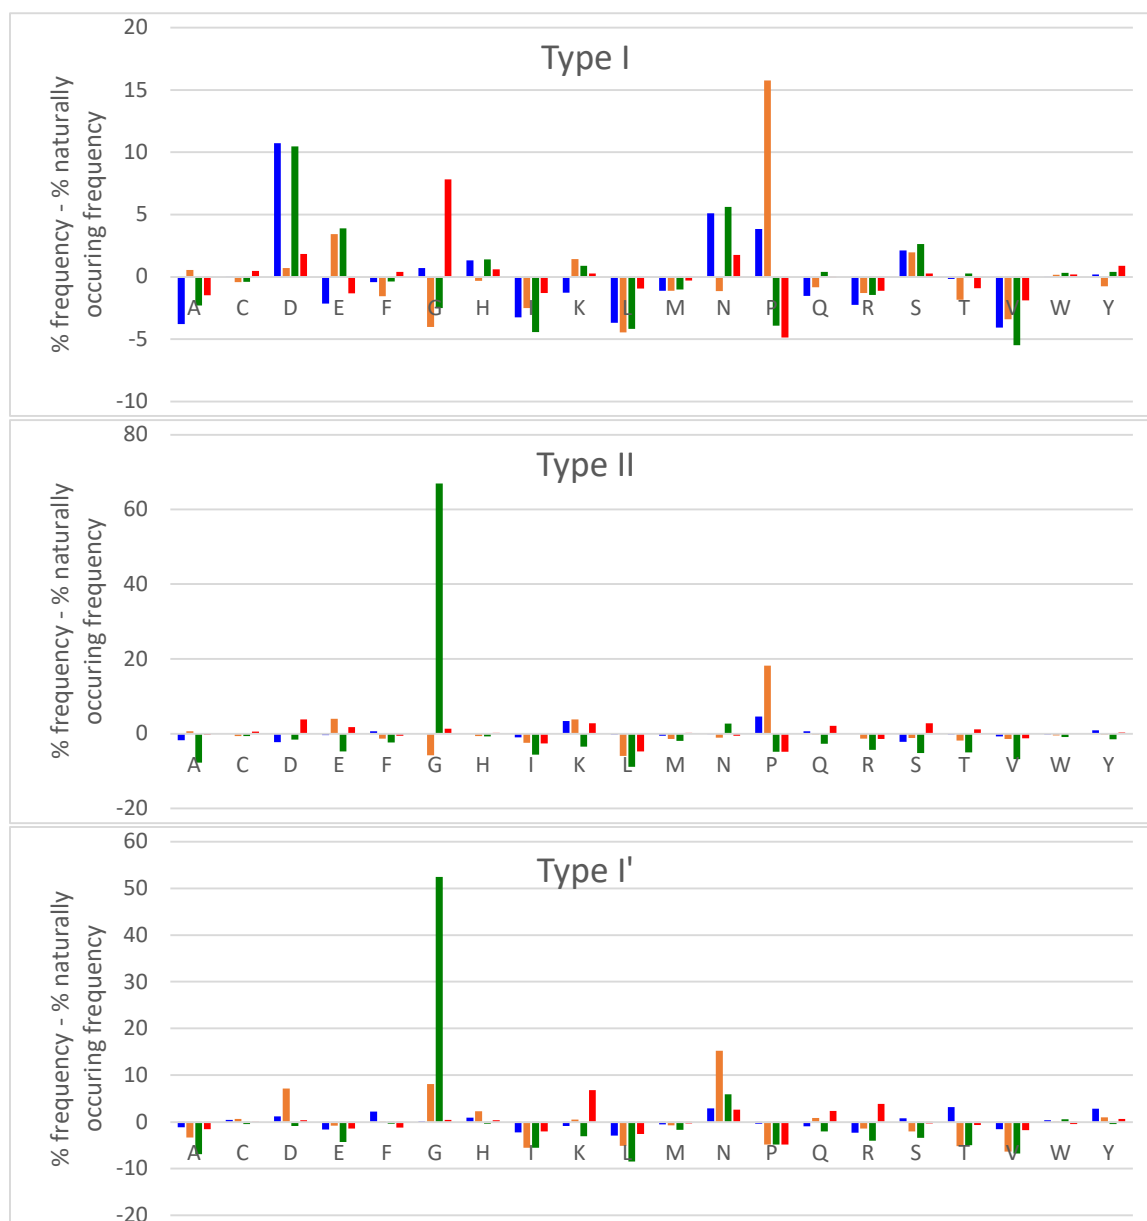 Type I
% frequency - % naturally
occuring frequency
20
15
10
5
0
-5
-10
A C D E F G H I K L M N P Q R S T V W Y
Type II
% frequency - % naturally
occuring frequency
80
60
40
20
0
-20
A C D E F G H I K L M N P Q R S T V W Y
Type I'
% frequency - % naturally
occuring frequency
60
50
40
30
20
10
0
-10
-20
A C D E F G H I K L M N P Q R S T V W Y